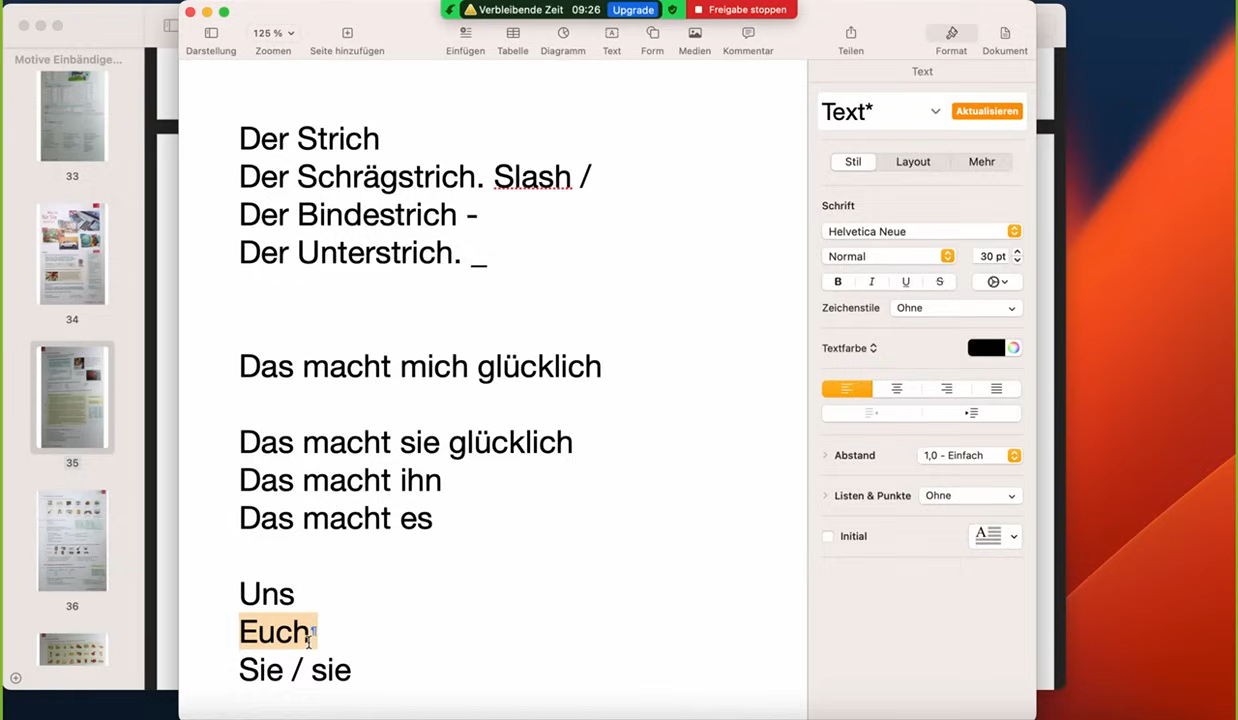 Verbleibende Zeit 09:26 Upgrade Freigabe stoppen
Motive Einbändige...
125 %
Darstellung Zoomen Seite hinzufügen Einfügen Tabelle Diagramm Text Form Medien Kommentar Teilen Format Dokument
Text
Text* Aktualisieren
Stil Layout Mehr
Schrift
Helvetica Neue
Normal 30 pt
B I U S
Zeichenstile Ohne
Textfarbe
Abstand 1,0 - Einfach
Listen & Punkte Ohne
Initial
33
34
35
36
Der Strich
Der Schrägstrich. Slash /
Der Bindestrich -
Der Unterstrich. _
Das macht mich glücklich
Das macht sie glücklich
Das macht ihn
Das macht es
Uns
Euch
Sie / sie